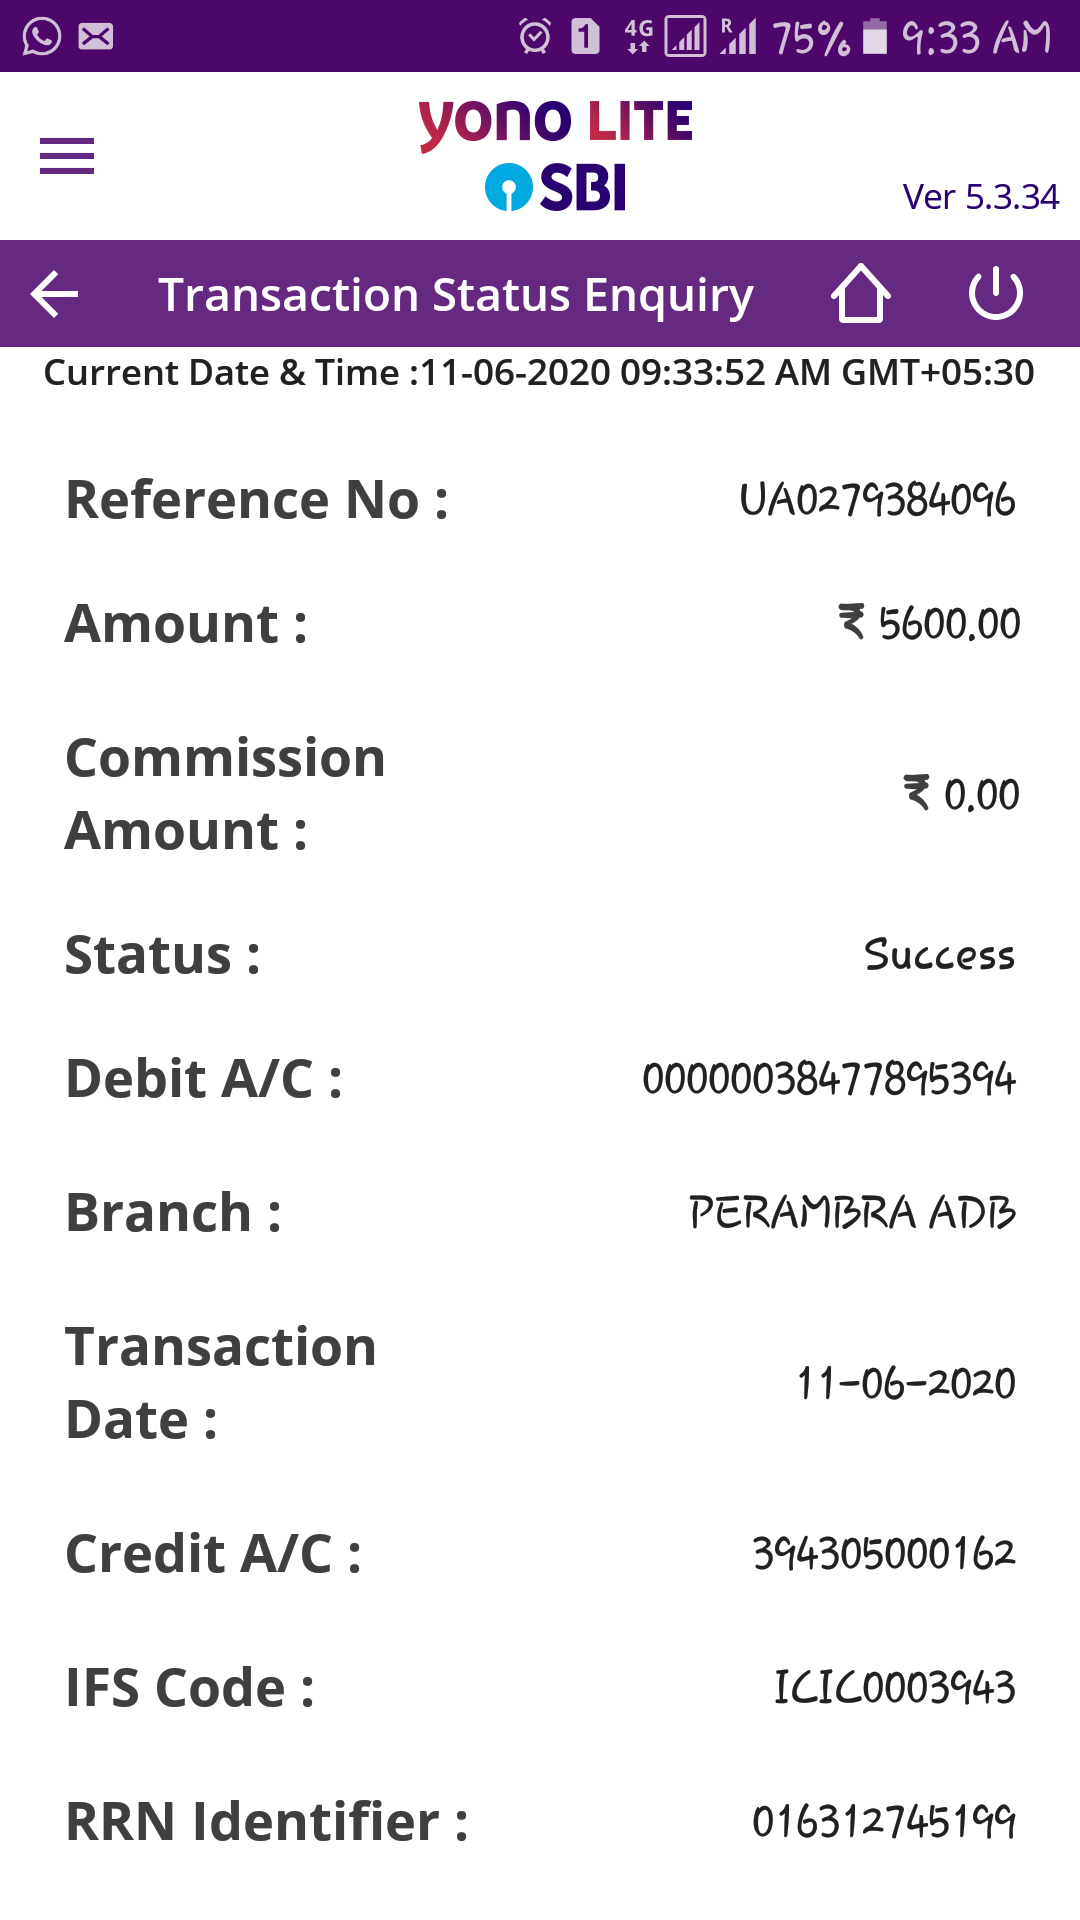 1 4G R 75% 9:33 AM
yono LITE
SBI
Ver 5.3.34
Transaction Status Enquiry
Current Date & Time :11-06-2020 09:33:52 AM GMT+05:30
Reference No : UA0279384096
Amount : ₹ 5600.00
Commission
Amount : ₹ 0.00
Status : Success
Debit A/C : 00000038477895394
Branch : PERAMBRA ADB
Transaction
Date : 11-06-2020
Credit A/C : 394305000162
IFS Code : ICIC0003943
RRN Identifier : 016312745199